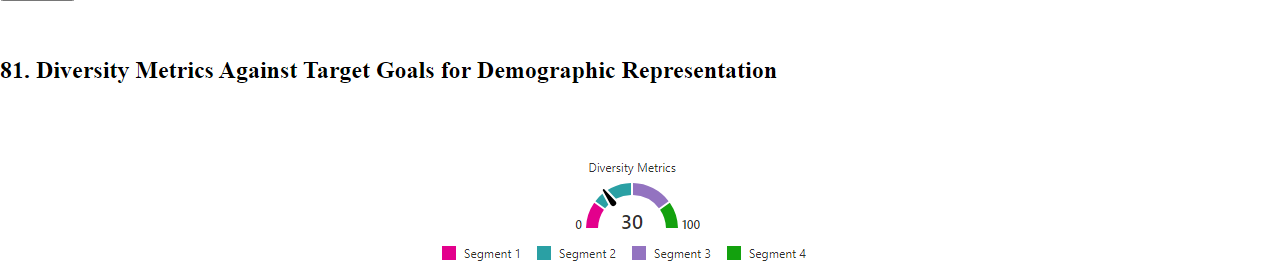 81. Diversity Metrics Against Target Goals for Demographic Representation
Diversity Metrics
0 30 100
Segment 1 Segment 2 Segment 3 Segment 4